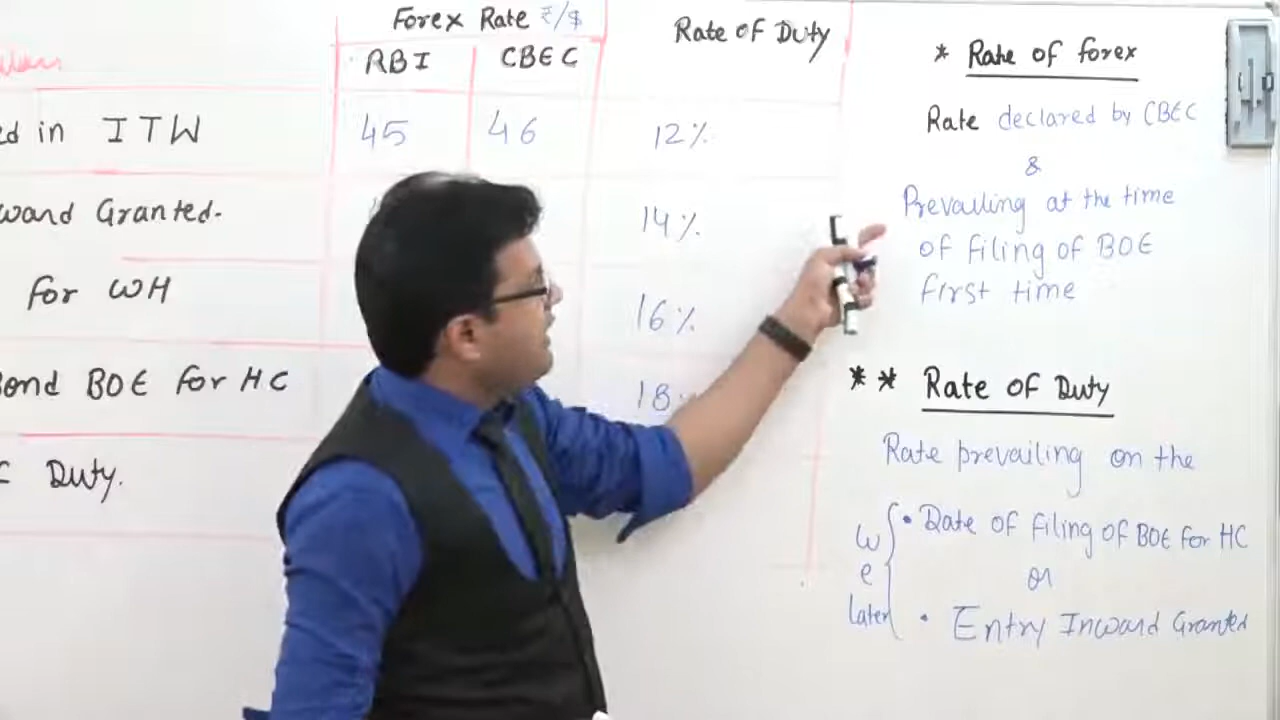 Forex Rate ₹/$
Rate of Duty
RBI CBEC
ed in ITW 45 46 12%
ward Granted. 14%
for WH 16%
Bond BOE for HC 18%
Duty.
* Rate of forex
Rate declared by CBEC
&
Prevailing at the time
of filing of BOE
first time
** Rate of Duty
Rate prevailing on the
w e later
• Date of filing of BOE for HC
or
• Entry Inward Granted